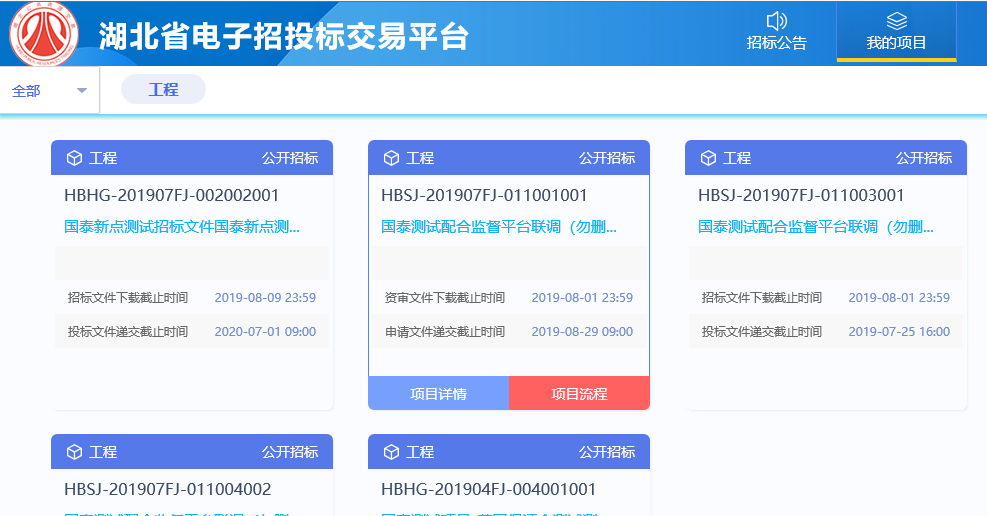 湖北省电子招投标交易平台
招标公告
我的项目
全部
工程
工程 公开招标
HBHG-201907FJ-002002001
国泰新点测试招标文件国泰新点测...
招标文件下载截止时间 2019-08-09 23:59
投标文件递交截止时间 2020-07-01 09:00
工程 公开招标
HBSJ-201907FJ-011001001
国泰测试配合监督平台联调（勿删...
资审文件下载截止时间 2019-08-01 23:59
申请文件递交截止时间 2019-08-29 09:00
项目详情 项目流程
工程 公开招标
HBSJ-201907FJ-011003001
国泰测试配合监督平台联调（勿删...
招标文件下载截止时间 2019-08-01 23:59
投标文件递交截止时间 2019-07-25 16:00
工程 公开招标
HBSJ-201907FJ-011004002
工程 公开招标
HBHG-201904FJ-004001001